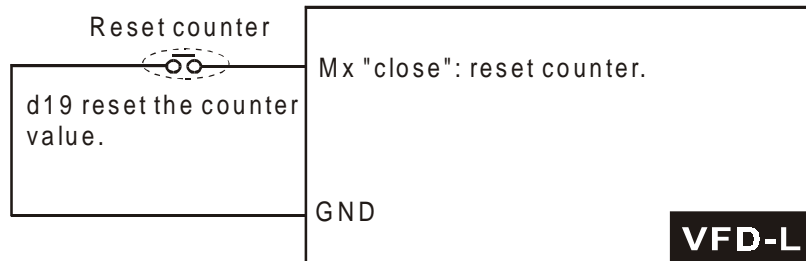 Reset counter
Mx "close": reset counter.
d19 reset the counter
value.
GND
VFD-L